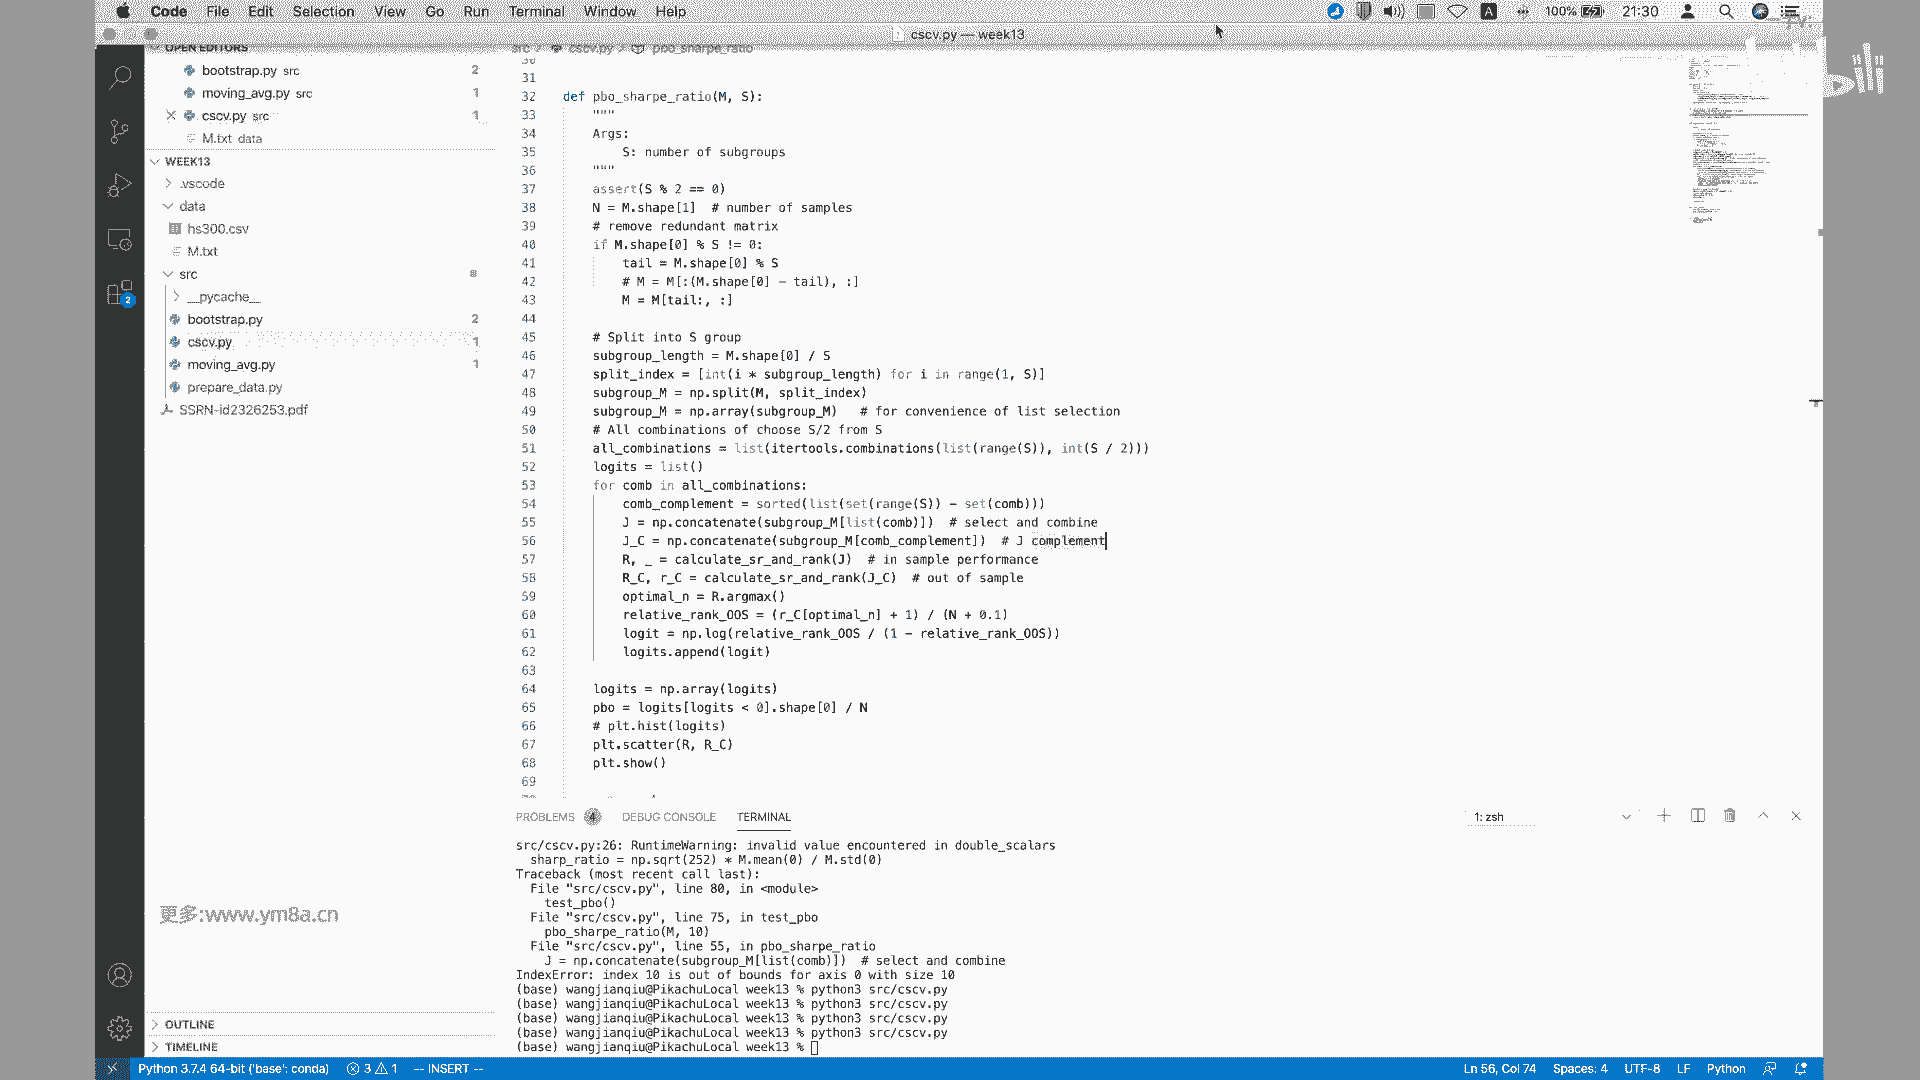 Code File Edit Selection View Go Run Terminal Window Help 100% 21:30
cscv.py — week13
OPEN EDITORS
bootstrap.py src 2
moving_avg.py src 1
cscv.py src 1
M.txt data
WEEK13
.vscode
data
hs300.csv
M.txt
src
__pycache__
bootstrap.py 2
cscv.py 1
moving_avg.py 1
prepare_data.py
SSRN-id2326253.pdf
OUTLINE
TIMELINE
src cscv.py pbo_sharpe_ratio
30
31
32 def pbo_sharpe_ratio(M, S):
33 """
34 Args:
35 S: number of subgroups
36 """
37 assert(S % 2 == 0)
38 N = M.shape[1] # number of samples
39 # remove redundant matrix
40 if M.shape[0] % S != 0:
41 tail = M.shape[0] % S
42 # M = M[:(M.shape[0] - tail), :]
43 M = M[tail:, :]
44
45 # Split into S group
46 subgroup_length = M.shape[0] / S
47 split_index = [int(i * subgroup_length) for i in range(1, S)]
48 subgroup_M = np.split(M, split_index)
49 subgroup_M = np.array(subgroup_M) # for convenience of list selection
50 # All combinations of choose S/2 from S
51 all_combinations = list(itertools.combinations(list(range(S)), int(S / 2)))
52 logits = list()
53 for comb in all_combinations:
54 comb_complement = sorted(list(set(range(S)) - set(comb)))
55 J = np.concatenate(subgroup_M[list(comb)]) # select and combine
56 J_C = np.concatenate(subgroup_M[comb_complement]) # J complement
57 R, _ = calculate_sr_and_rank(J) # in sample performance
58 R_C, r_C = calculate_sr_and_rank(J_C) # out of sample
59 optimal_n = R.argmax()
60 relative_rank_OOS = (r_C[optimal_n] + 1) / (N + 0.1)
61 logit = np.log(relative_rank_OOS / (1 - relative_rank_OOS))
62 logits.append(logit)
63
64 logits = np.array(logits)
65 pbo = logits[logits < 0].shape[0] / N
66 # plt.hist(logits)
67 plt.scatter(R, R_C)
68 plt.show()
69
PROBLEMS 4 DEBUG CONSOLE TERMINAL 1: zsh
src/cscv.py:26: RuntimeWarning: invalid value encountered in double_scalars
sharp_ratio = np.sqrt(252) * M.mean(0) / M.std(0)
Traceback (most recent call last):
File "src/cscv.py", line 80, in <module>
test_pbo()
File "src/cscv.py", line 75, in test_pbo
pbo_sharpe_ratio(M, 10)
File "src/cscv.py", line 55, in pbo_sharpe_ratio
J = np.concatenate(subgroup_M[list(comb)]) # select and combine
IndexError: index 10 is out of bounds for axis 0 with size 10
(base) wangjianqiu@PikachuLocal week13 % python3 src/cscv.py
(base) wangjianqiu@PikachuLocal week13 % python3 src/cscv.py
(base) wangjianqiu@PikachuLocal week13 % python3 src/cscv.py
(base) wangjianqiu@PikachuLocal week13 % python3 src/cscv.py
(base) wangjianqiu@PikachuLocal week13 %
更多:www.ym8a.cn
Python 3.7.4 64-bit ('base': conda) 3 1 -- INSERT -- Ln 56, Col 74 Spaces: 4 UTF-8 LF Python